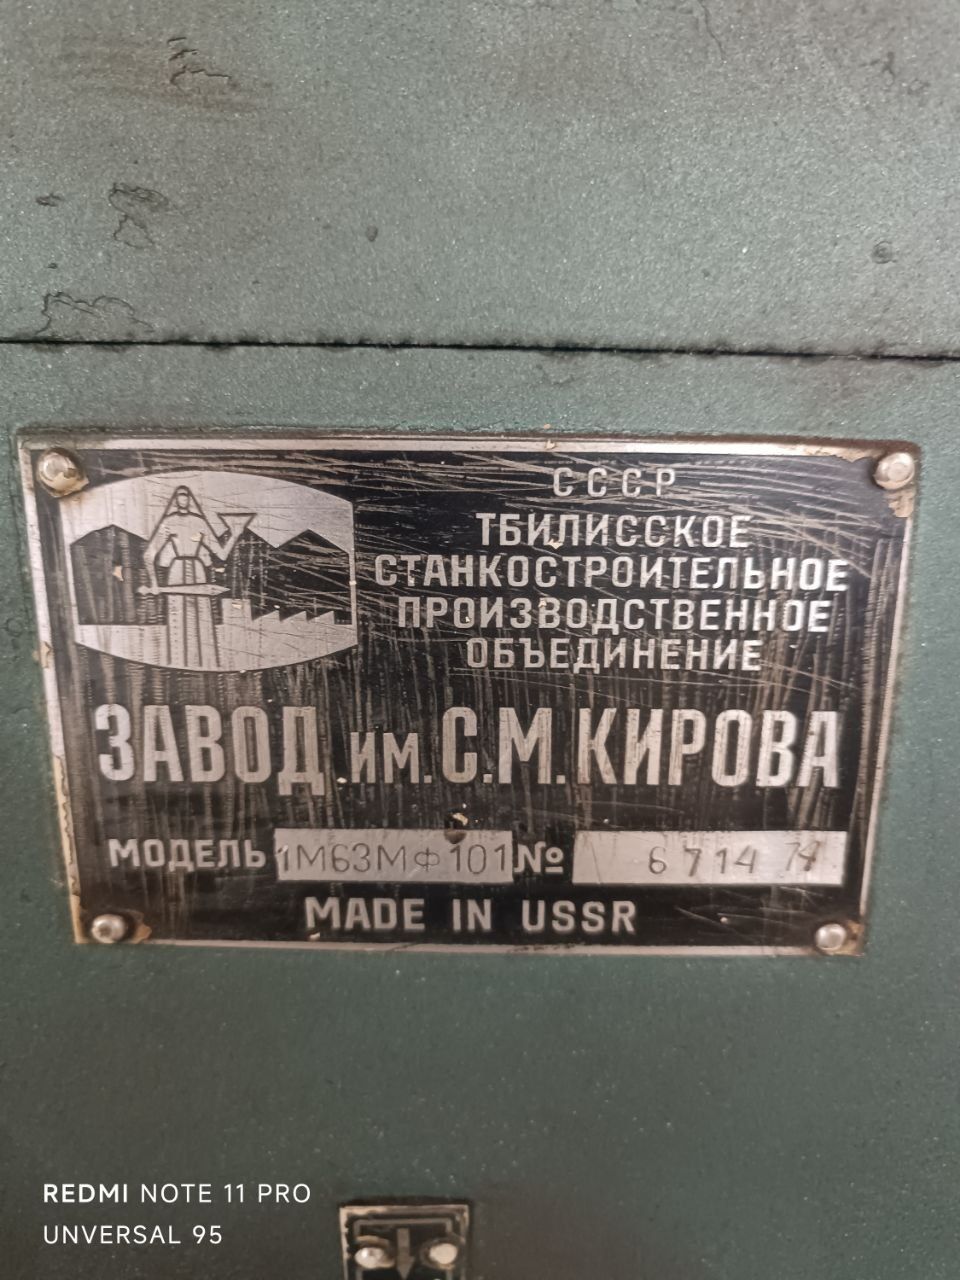 СССР
ТБИЛИССКОЕ
СТАНКОСТРОИТЕЛЬНОЕ
ПРОИЗВОДСТВЕННОЕ
ОБЪЕДИНЕНИЕ
ЗАВОД ИМ. С.М. КИРОВА
МОДЕЛЬ 1М63МФ101 № 6714
MADE IN USSR
REDMI NOTE 11 PRO
UNVERSAL 95